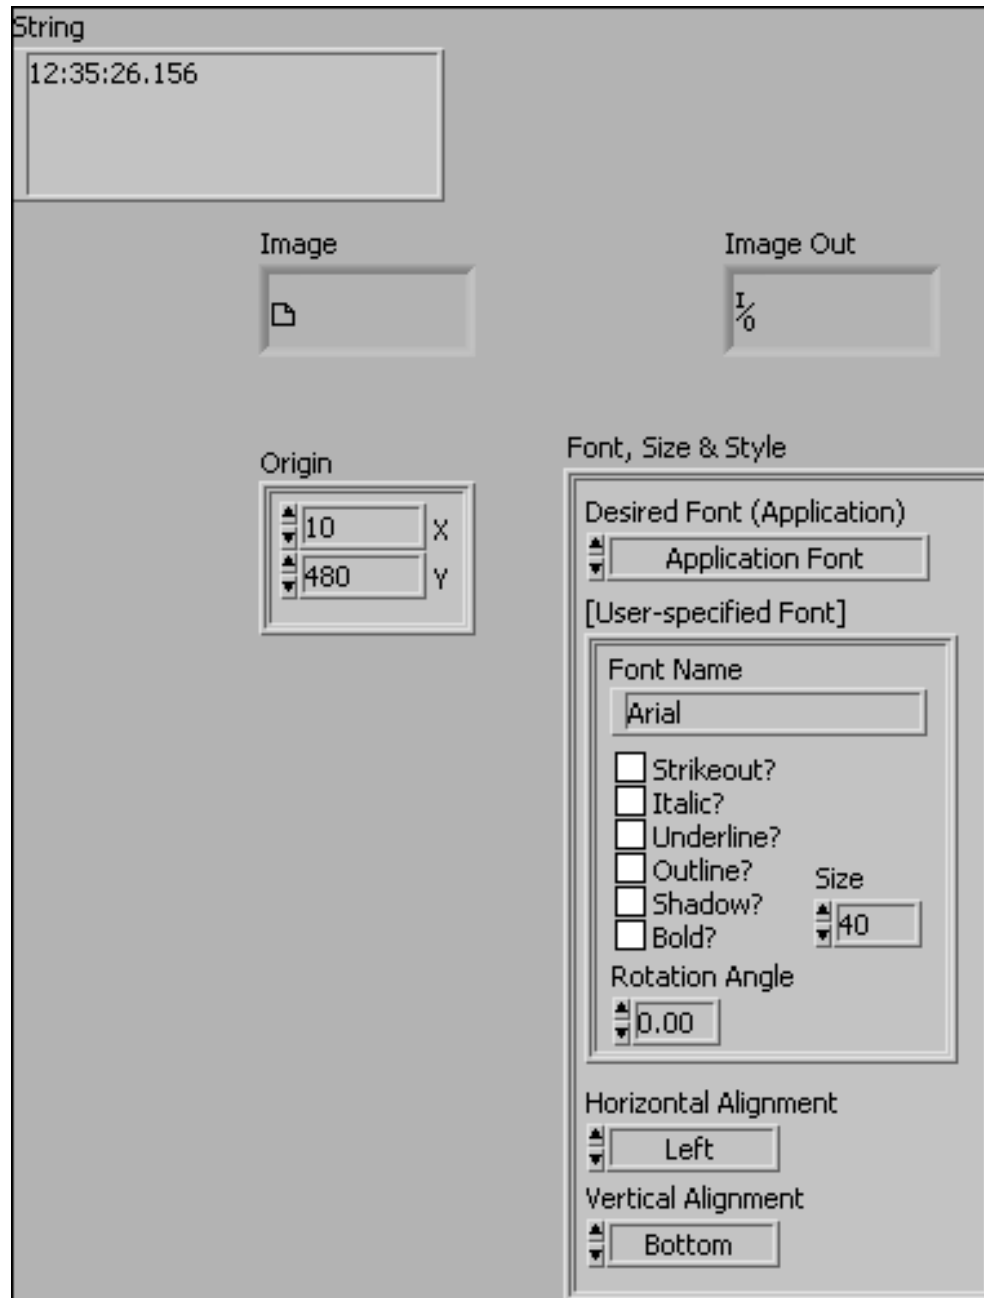 String
12:35:26.156
Image
Image Out
I/O
Origin
10 X
480 Y
Font, Size & Style
Desired Font (Application)
Application Font
[User-specified Font]
Font Name
Arial
Strikeout?
Italic?
Underline?
Outline?
Shadow?
Bold?
Size
40
Rotation Angle
0.00
Horizontal Alignment
Left
Vertical Alignment
Bottom